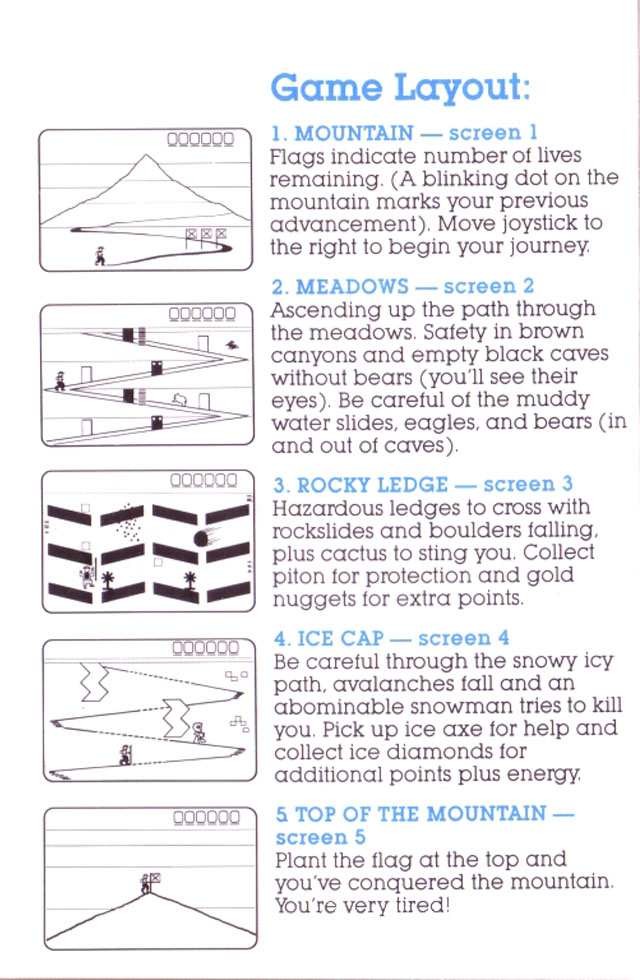 Game Layout:
1. MOUNTAIN — screen 1
Flags indicate number of lives
remaining. (A blinking dot on the
mountain marks your previous
advancement). Move joystick to
the right to begin your journey.
2. MEADOWS — screen 2
Ascending up the path through
the meadows. Safety in brown
canyons and empty black caves
without bears (you'll see their
eyes). Be careful of the muddy
water slides, eagles, and bears (in
and out of caves).
3. ROCKY LEDGE — screen 3
Hazardous ledges to cross with
rockslides and boulders falling,
plus cactus to sting you. Collect
piton for protection and gold
nuggets for extra points.
4. ICE CAP — screen 4
Be careful through the snowy icy
path, avalanches fall and an
abominable snowman tries to kill
you. Pick up ice axe for help and
collect ice diamonds for
additional points plus energy.
5. TOP OF THE MOUNTAIN —
screen 5
Plant the flag at the top and
you've conquered the mountain.
You're very tired!